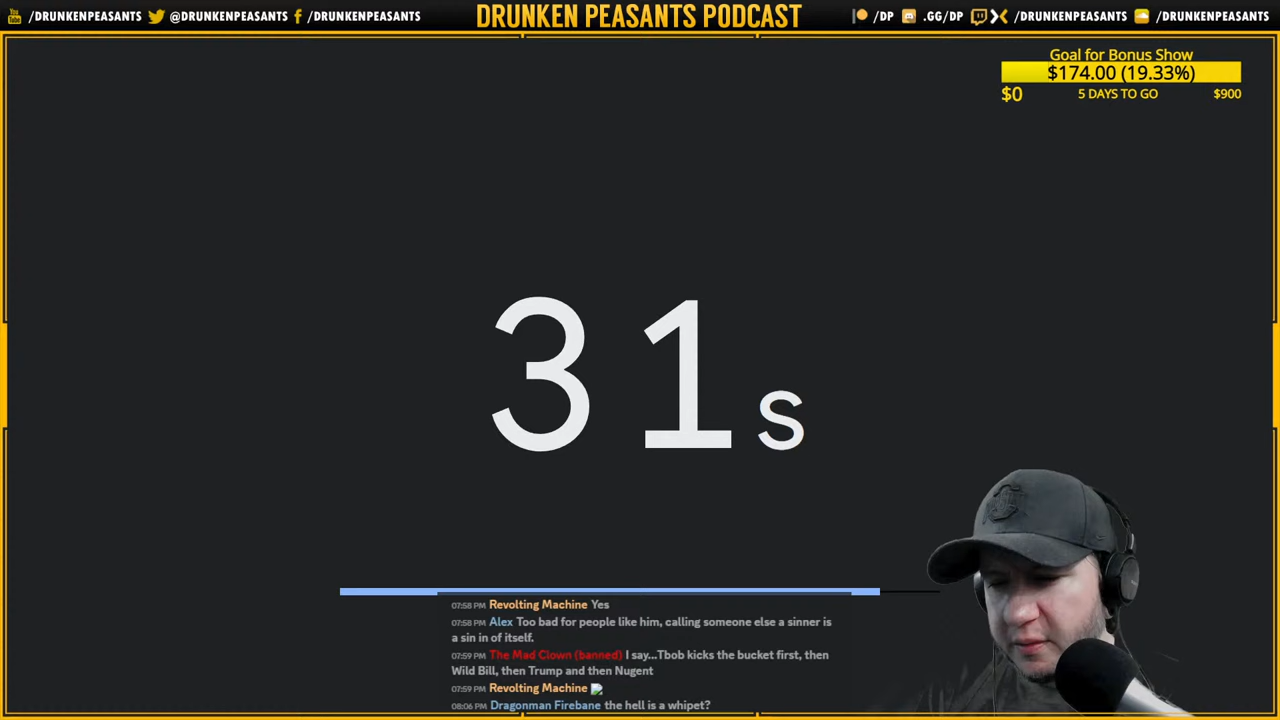 /DRUNKENPEASANTS @DRUNKENPEASANTS /DRUNKENPEASANTS DRUNKEN PEASANTS PODCAST /DP .GG/DP /DRUNKENPEASANTS /DRUNKENPEASANTS
Goal for Bonus Show
$174.00 (19.33%)
$0 5 DAYS TO GO $900
31s
07:58 PM Revolting Machine Yes
07:58 PM Alex Too bad for people like him, calling someone else a sinner is
a sin in of itself.
07:59 PM The Mad Clown (banned) I say...Tbob kicks the bucket first, then
Wild Bill, then Trump and then Nugent
07:59 PM Revolting Machine
08:06 PM Dragonman Firebane the hell is a whipet?